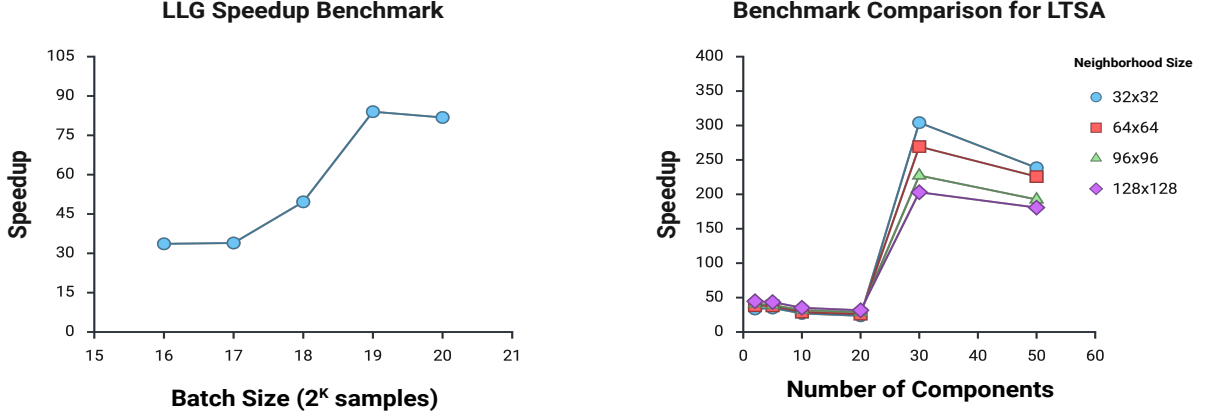 LLG Speedup Benchmark
105
90
75
60
45
30
15
0
Speedup
15 16 17 18 19 20 21
Batch Size (2ᴷ samples)
Benchmark Comparison for LTSA
400
350
300
250
200
150
100
50
0
Speedup
0 10 20 30 40 50 60
Number of Components
Neighborhood Size
32x32
64x64
96x96
128x128